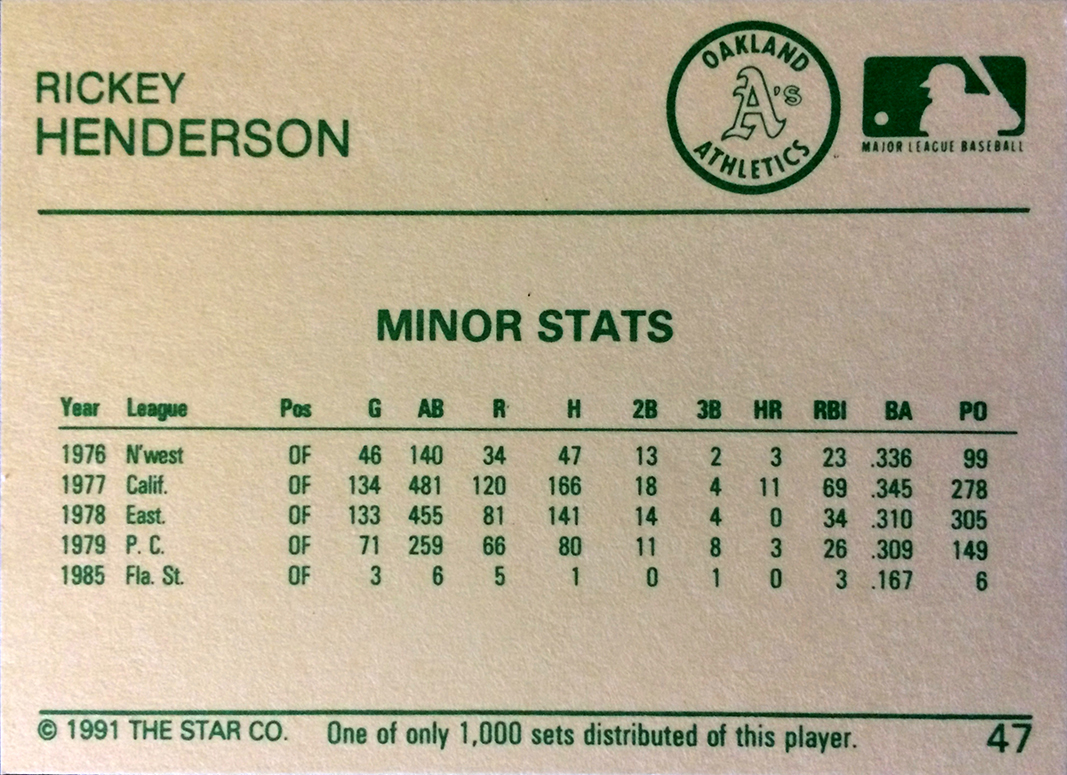 RICKEY
HENDERSON
OAKLAND
A's
ATHLETICS
MAJOR LEAGUE BASEBALL
MINOR STATS
Year League Pos G AB R H 2B 3B HR RBI BA PO
1976 N'west OF 46 140 34 47 13 2 3 23 .336 99
1977 Calif. OF 134 481 120 166 18 4 11 69 .345 278
1978 East. OF 133 455 81 141 14 4 0 34 .310 305
1979 P. C. OF 71 259 66 80 11 8 3 26 .309 149
1985 Fla. St. OF 3 6 5 1 0 1 0 3 .167 6
© 1991 THE STAR CO. One of only 1,000 sets distributed of this player. 47